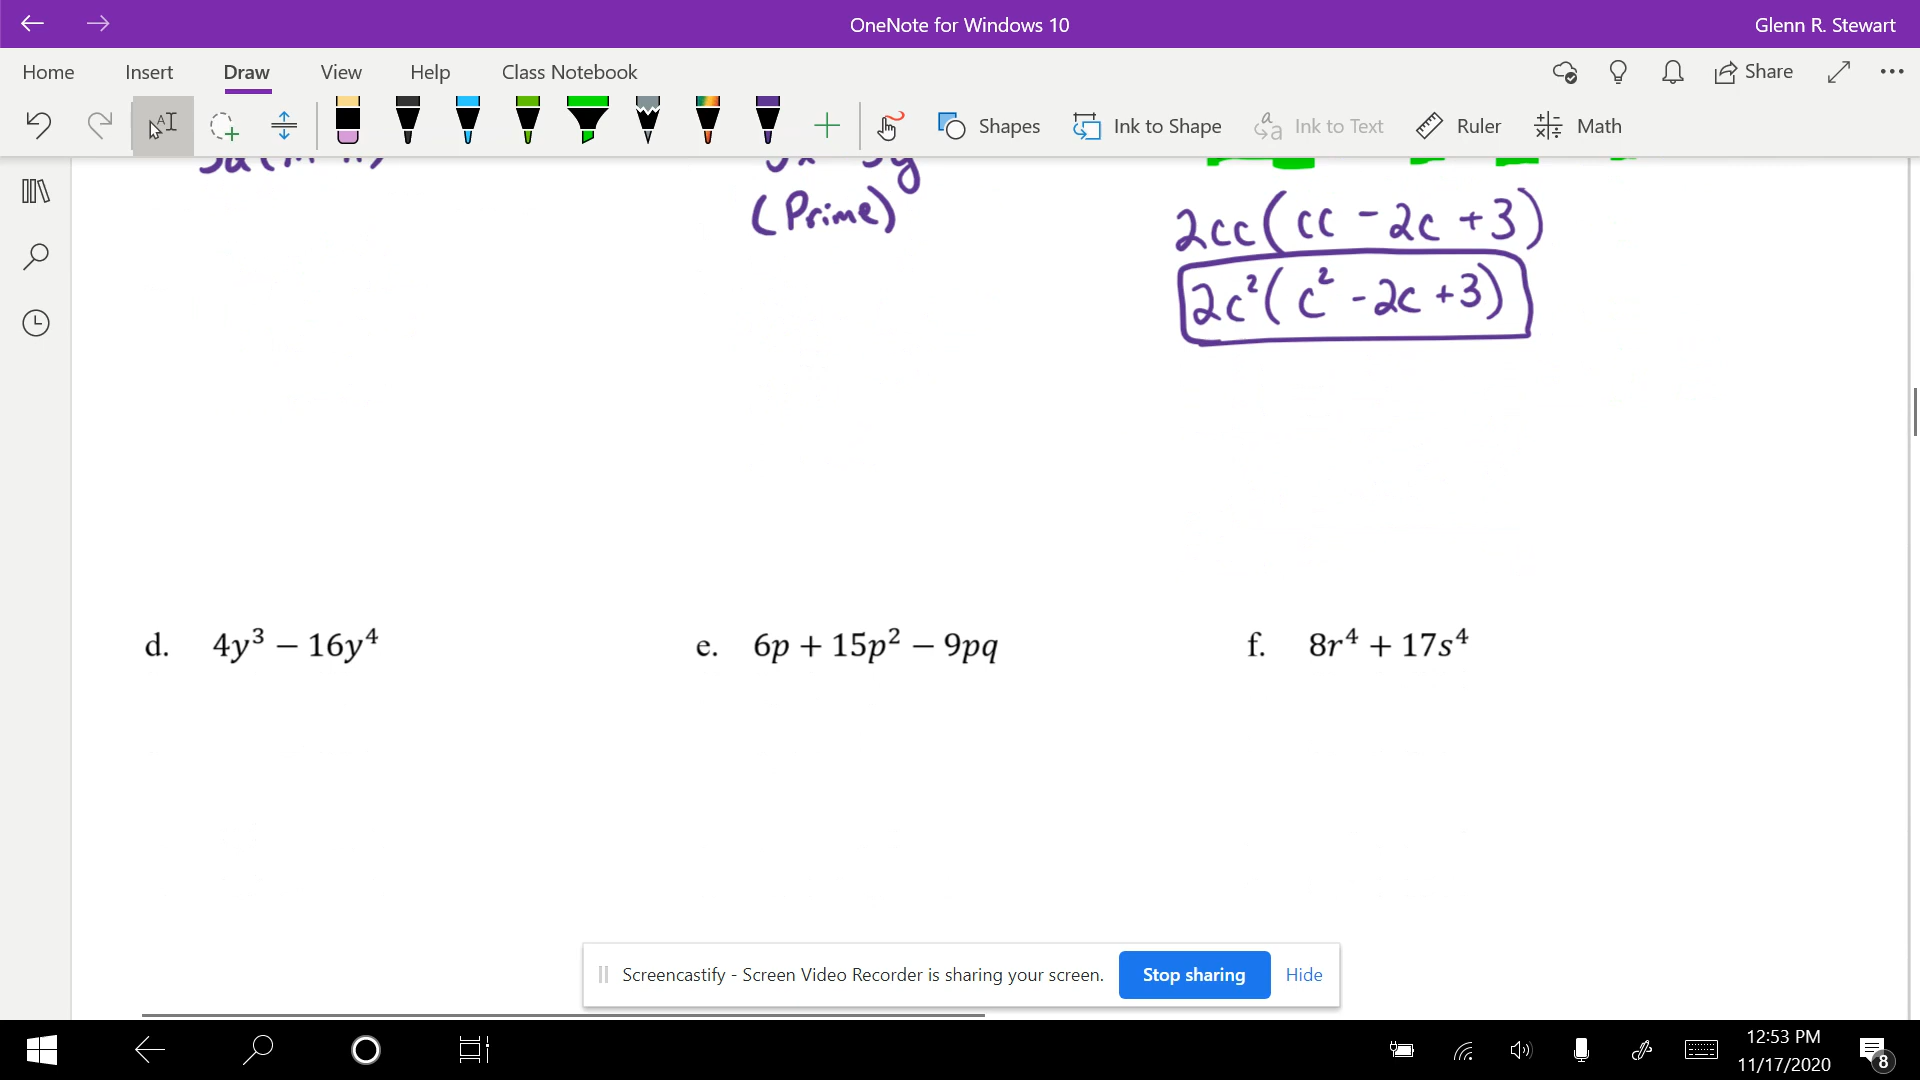 OneNote for Windows 10
Glenn R. Stewart
Home Insert Draw View Help Class Notebook
Share
Shapes Ink to Shape Ink to Text Ruler Math
(Prime)
2cc(cc - 2c +3)
2c²(c² - 2c +3)
d. 4y³ − 16y⁴
e. 6p + 15p² − 9pq
f. 8r⁴ + 17s⁴
Screencastify - Screen Video Recorder is sharing your screen. Stop sharing Hide
12:53 PM
11/17/2020
8